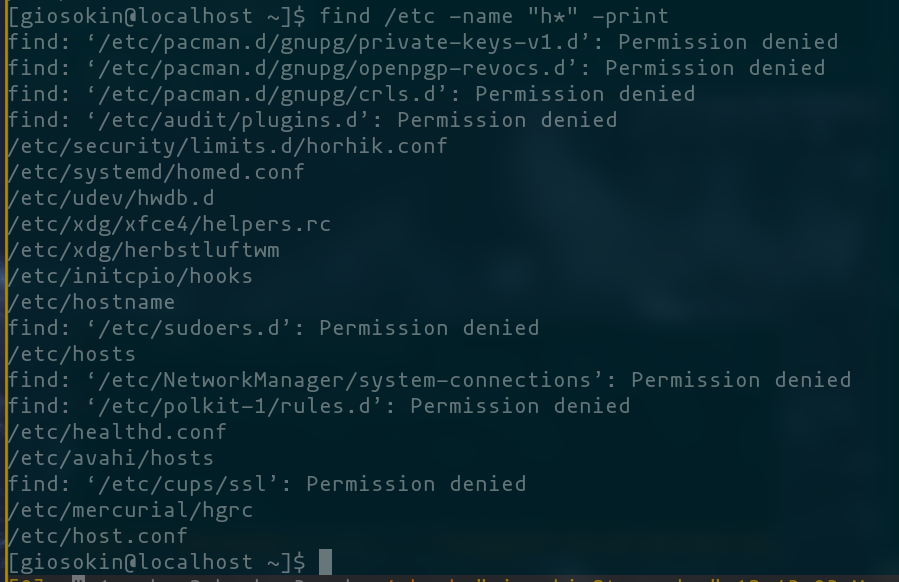 [giosokin@localhost ~]$ find /etc -name "h*" -print
find: ‘/etc/pacman.d/gnupg/private-keys-v1.d’: Permission denied
find: ‘/etc/pacman.d/gnupg/openpgp-revocs.d’: Permission denied
find: ‘/etc/pacman.d/gnupg/crls.d’: Permission denied
find: ‘/etc/audit/plugins.d’: Permission denied
/etc/security/limits.d/horhik.conf
/etc/systemd/homed.conf
/etc/udev/hwdb.d
/etc/xdg/xfce4/helpers.rc
/etc/xdg/herbstluftwm
/etc/initcpio/hooks
/etc/hostname
find: ‘/etc/sudoers.d’: Permission denied
/etc/hosts
find: ‘/etc/NetworkManager/system-connections’: Permission denied
find: ‘/etc/polkit-1/rules.d’: Permission denied
/etc/healthd.conf
/etc/avahi/hosts
find: ‘/etc/cups/ssl’: Permission denied
/etc/mercurial/hgrc
/etc/host.conf
[giosokin@localhost ~]$